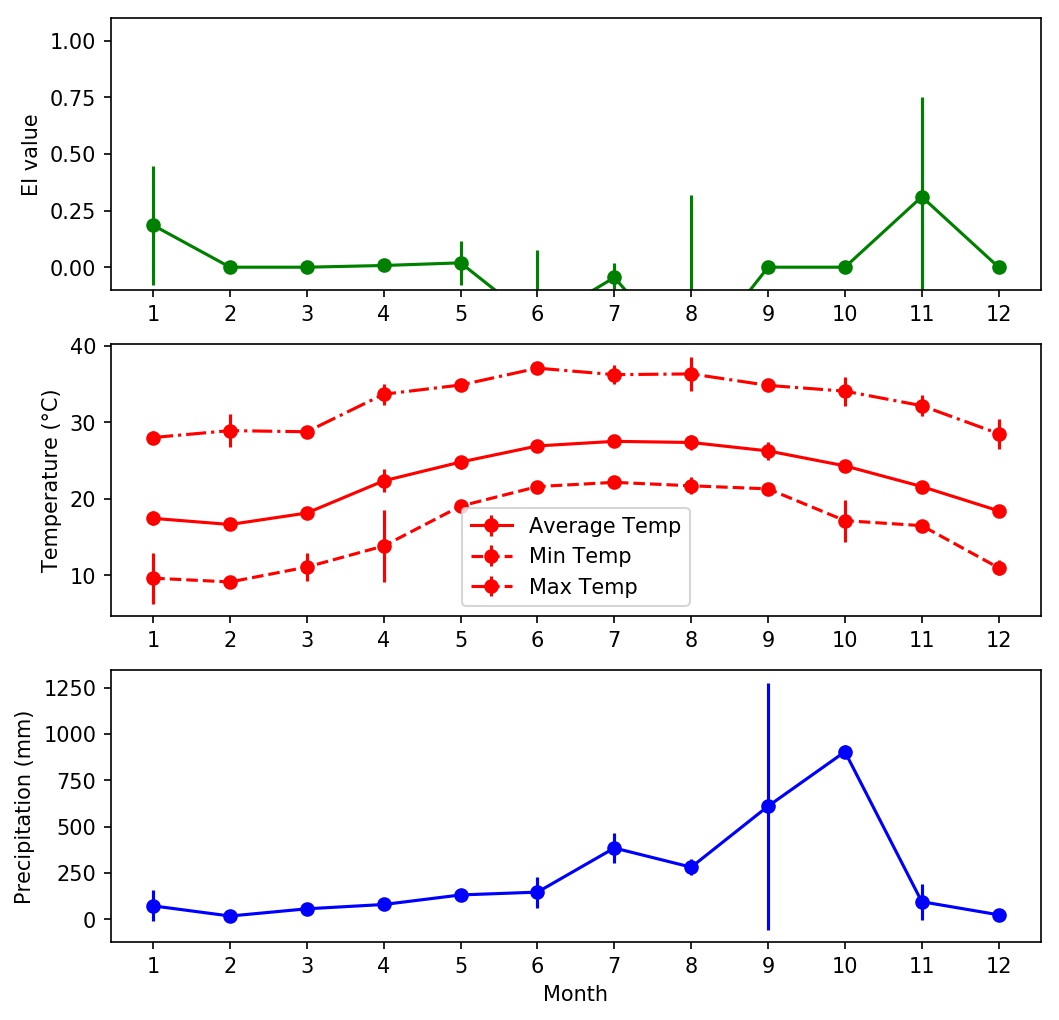 1.00
0.75
0.50
0.25
0.00
EI value
1 2 3 4 5 6 7 8 9 10 11 12
40
30
20
10
Temperature (°C)
Average Temp
Min Temp
Max Temp
1 2 3 4 5 6 7 8 9 10 11 12
1250
1000
750
500
250
0
Precipitation (mm)
1 2 3 4 5 6 7 8 9 10 11 12
Month